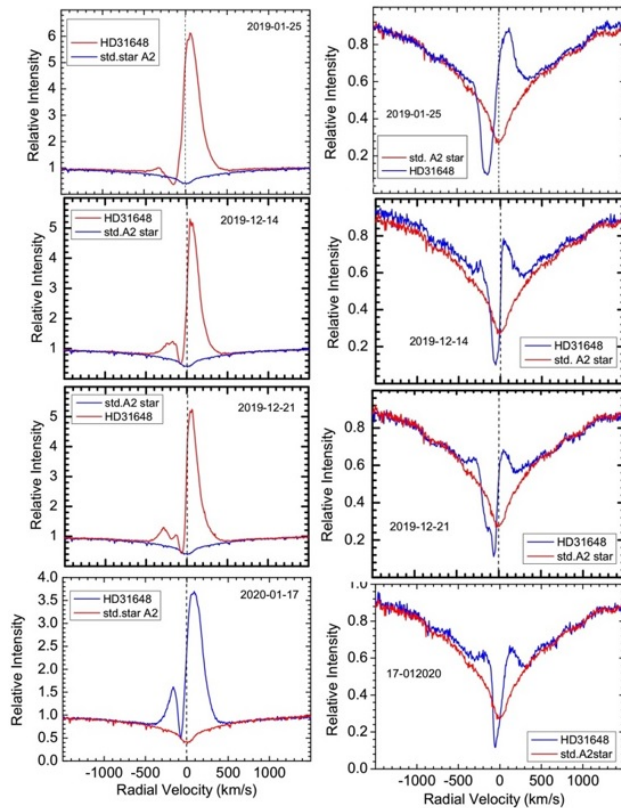 Relative Intensity
6
5
4
3
2
1
HD31648
std.star A2
2019-01-25
Relative Intensity
0.8
0.6
0.4
0.2
2019-01-25
std. A2 star
HD31648
Relative Intensity
5
4
3
2
1
HD31648
std.A2 star
2019-12-14
Relative Intensity
0.8
0.6
0.4
0.2
2019-12-14
HD31648
std. A2 star
Relative Intensity
5
4
3
2
1
std.A2 star
HD31648
2019-12-21
Relative Intensity
0.8
0.6
0.4
0.2
2019-12-21
HD31648
std.A2 star
Relative Intensity
4.0
3.5
3.0
2.5
2.0
1.5
1.0
0.5
0.0
HD31648
std.star A2
2020-01-17
-1000 -500 0 500 1000
Radial Velocity (km/s)
Relative Intensity
1.0
0.8
0.6
0.4
0.2
0.0
17-012020
HD31648
std.A2star
-1000 -500 0 500 1000
Radial Velocity (km/s)